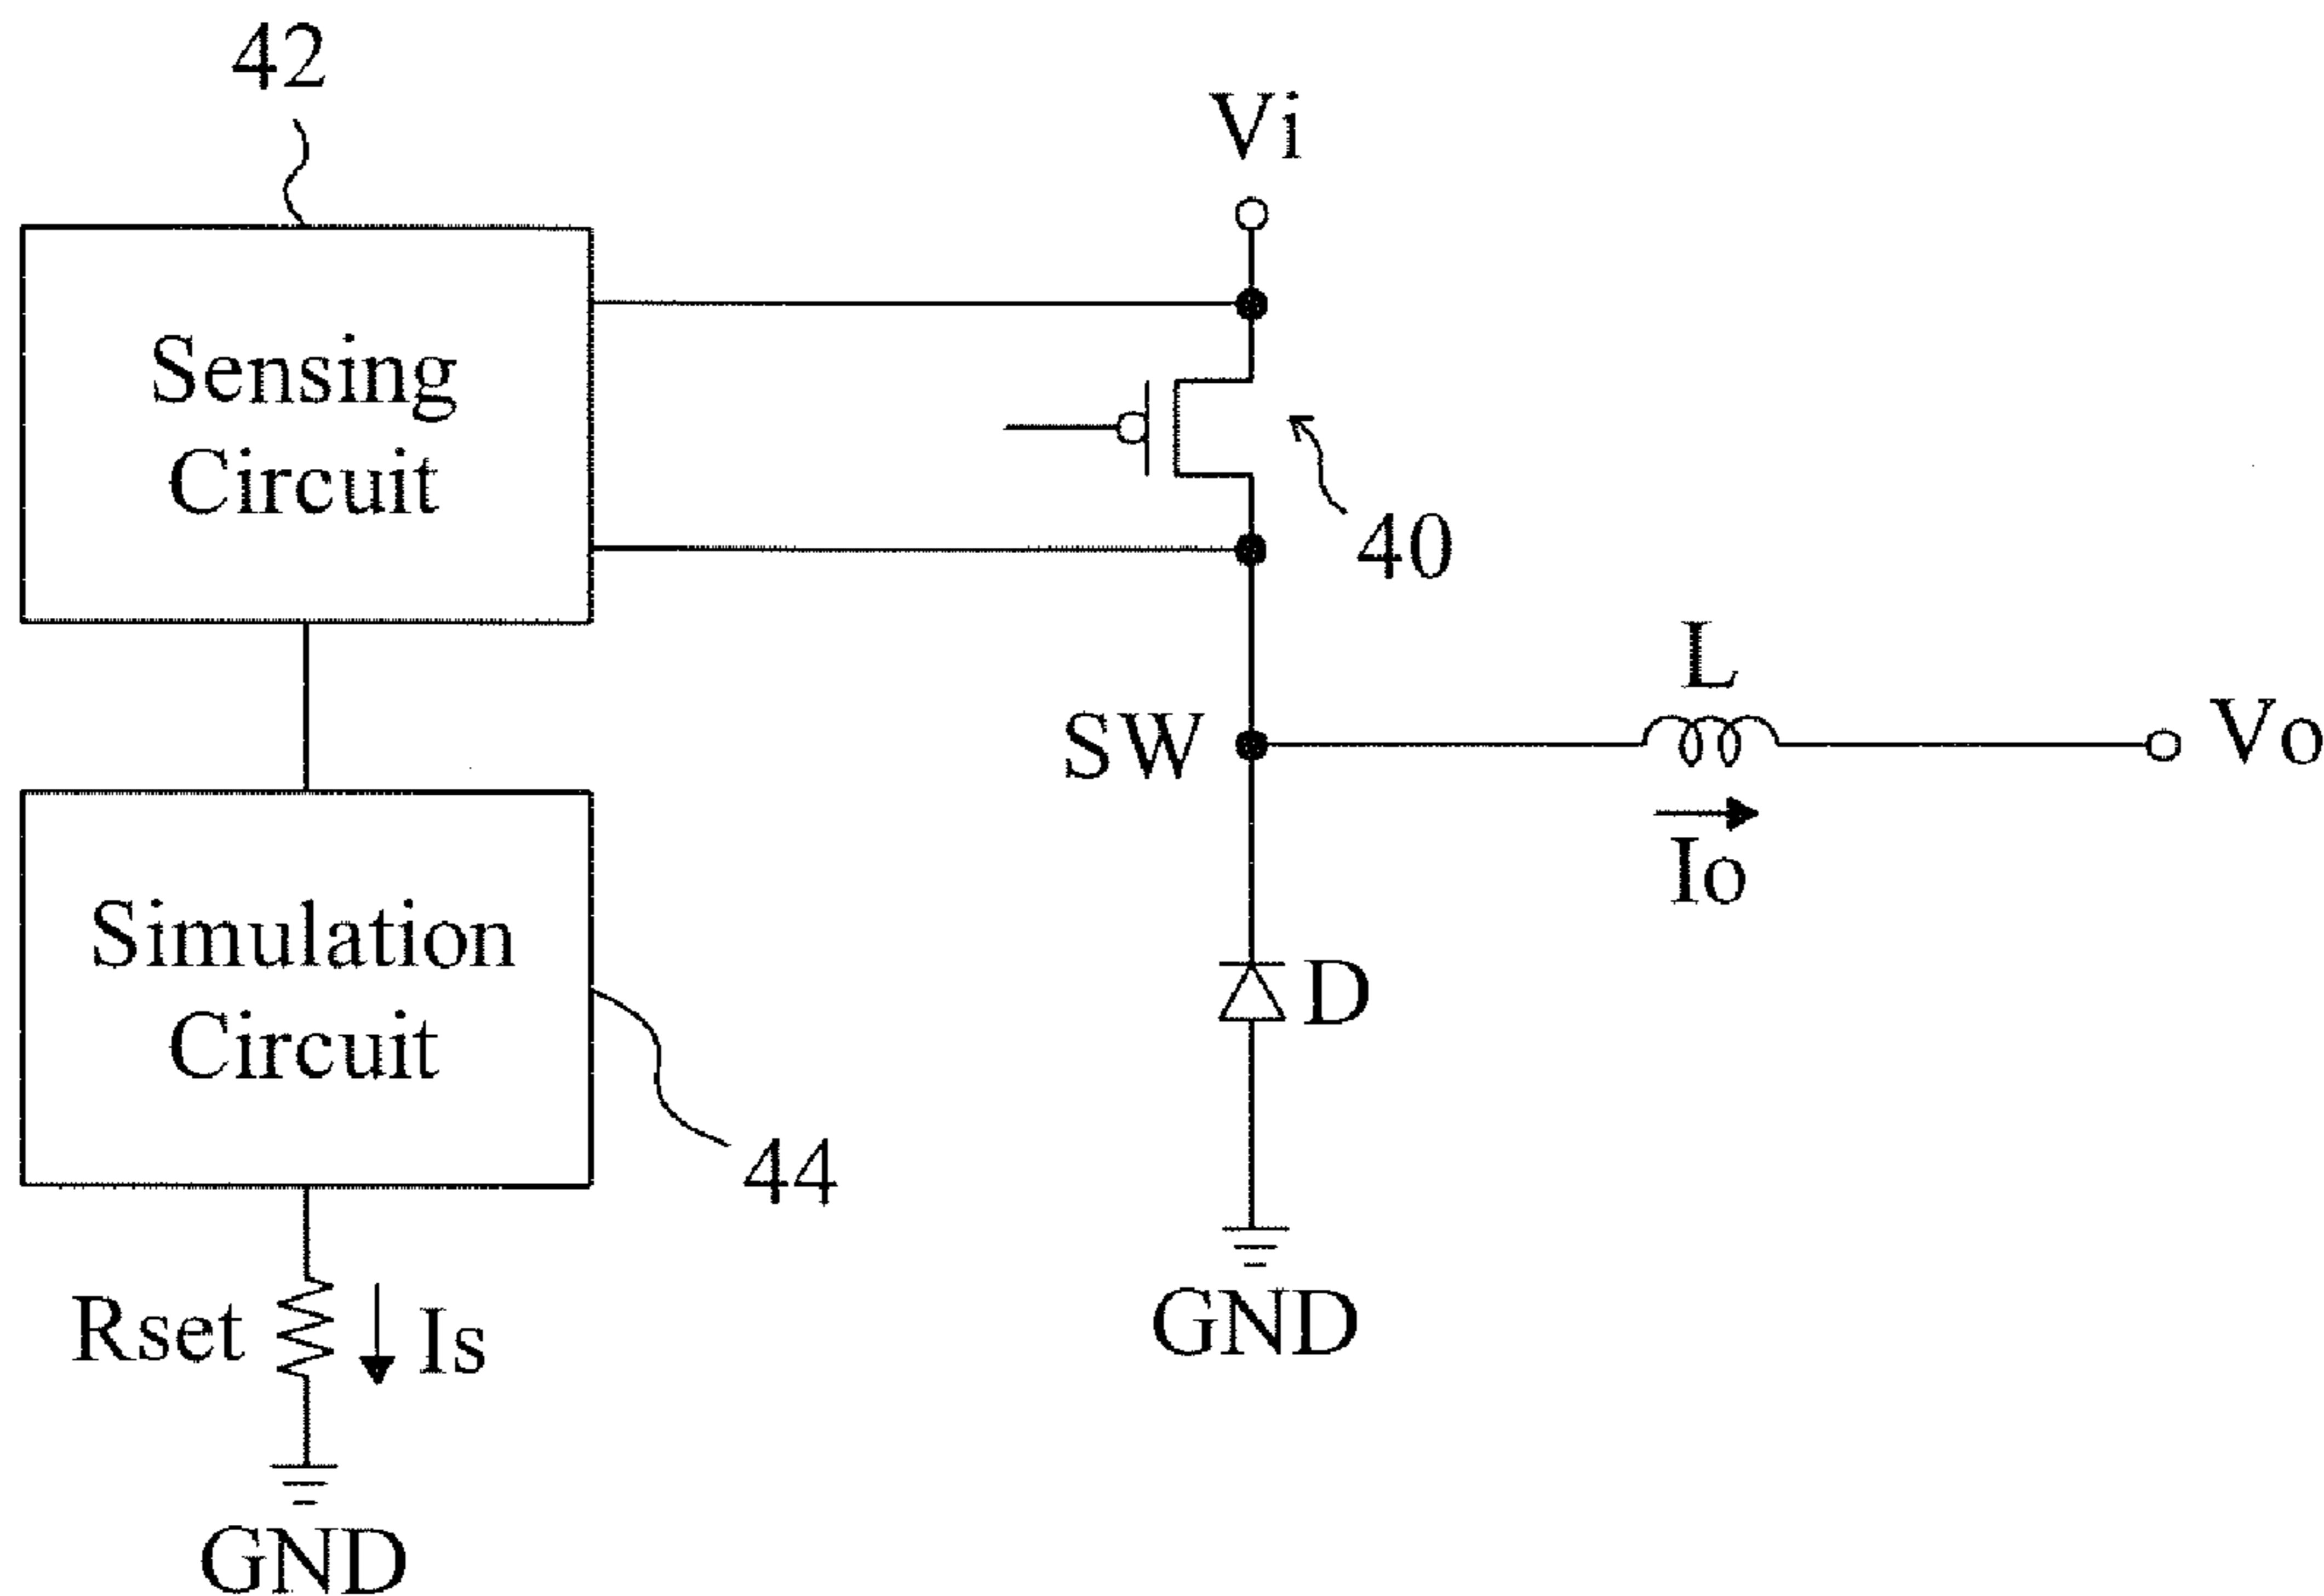 42
Vi
Sensing
Circuit
40
L
SW
Vo
Io
Simulation
Circuit
D
44
Rset
Is
GND
GND